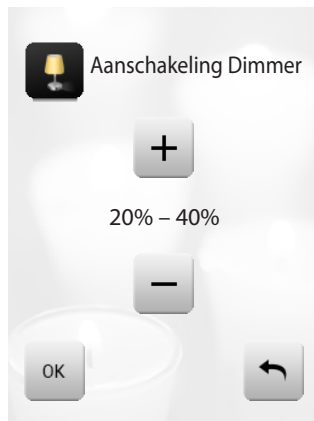 Aanschakeling Dimmer
+
20% – 40%
–
OK